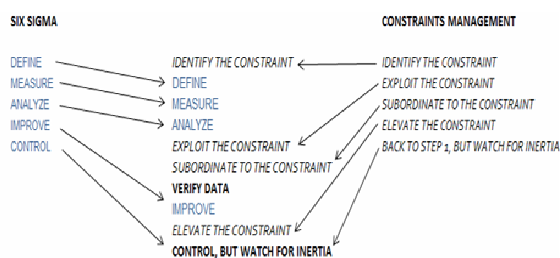 SIX SIGMA
DEFINE
MEASURE
ANALYZE
IMPROVE
CONTROL
IDENTIFY THE CONSTRAINT
DEFINE
MEASURE
ANALYZE
EXPLOIT THE CONSTRAINT
SUBORDINATE TO THE CONSTRAINT
VERIFY DATA
IMPROVE
ELEVATE THE CONSTRAINT
CONTROL, BUT WATCH FOR INERTIA
CONSTRAINTS MANAGEMENT
IDENTIFY THE CONSTRAINT
EXPLOIT THE CONSTRAINT
SUBORDINATE TO THE CONSTRAINT
ELEVATE THE CONSTRAINT
BACK TO STEP 1, BUT WATCH FOR INERTIA